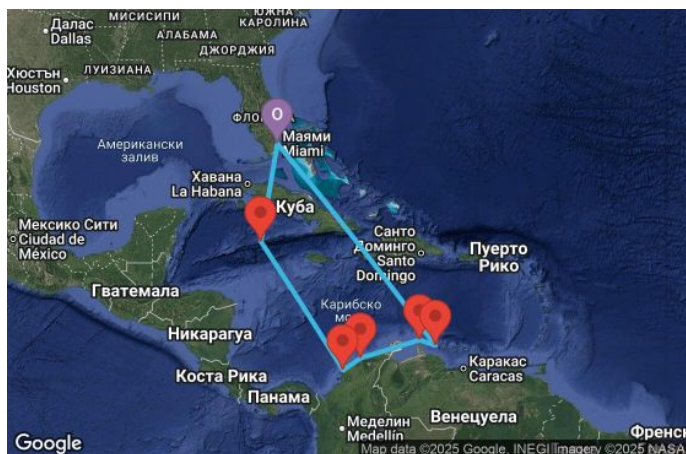 МИСИСИПИ
ЮЖНА
КАРОЛИНА
Далас
Dallas
АЛАБАМА
ДЖОРДЖИЯ
Хюстън
Houston
ЛУИЗИАНА
O
ФЛО
Американски
залив
Маями
Miami
Хавана
La Habana
Куба
Мексико Сити
Ciudad de
México
Санто
Доминго
Santo
Domingo
Пуерто
Рико
Гватемала
Карибско
мо
Никарагуа
Коста Рика
Каракас
Caracas
Панама
Меделин
Medellín
Венецуела
Френск
Google
Map data ©2025 Google, INEGI Imagery ©2025 NASA